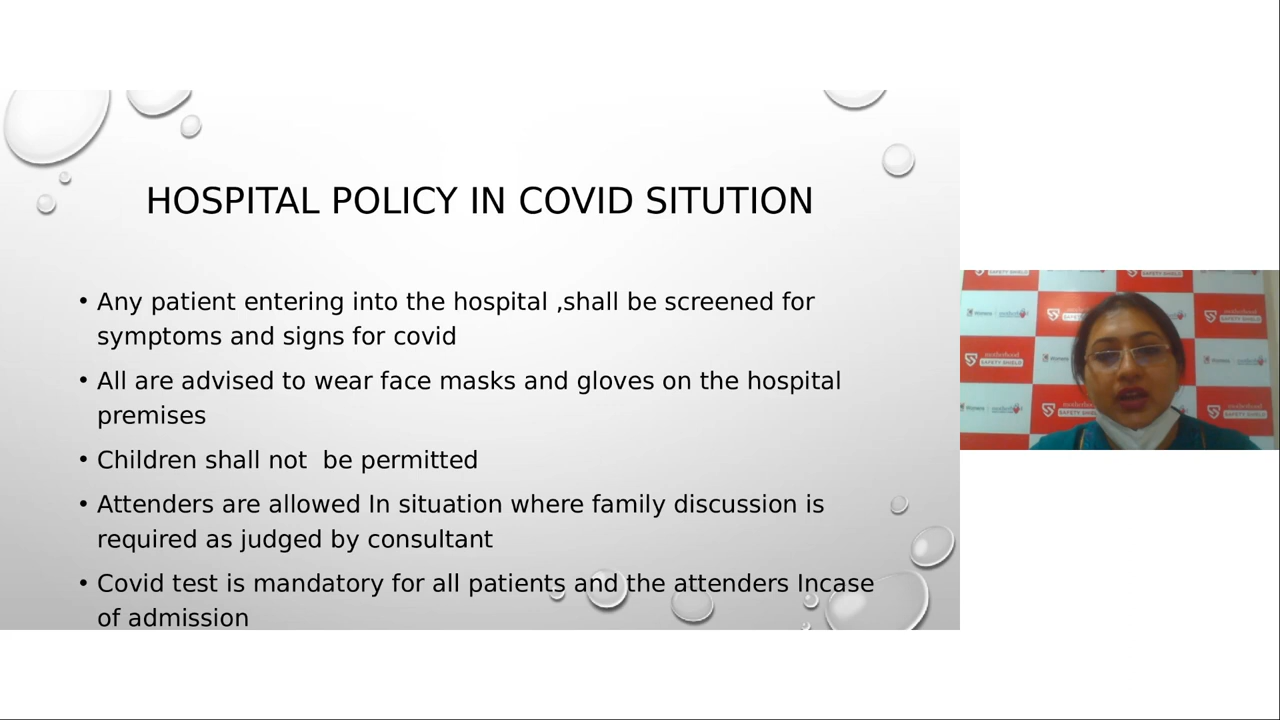 HOSPITAL POLICY IN COVID SITUTION
• Any patient entering into the hospital ,shall be screened for
symptoms and signs for covid
• All are advised to wear face masks and gloves on the hospital
premises
• Children shall not  be permitted
• Attenders are allowed In situation where family discussion is
required as judged by consultant
• Covid test is mandatory for all patients and the attenders Incase
of admission
motherhood
SAFETY SHIELD